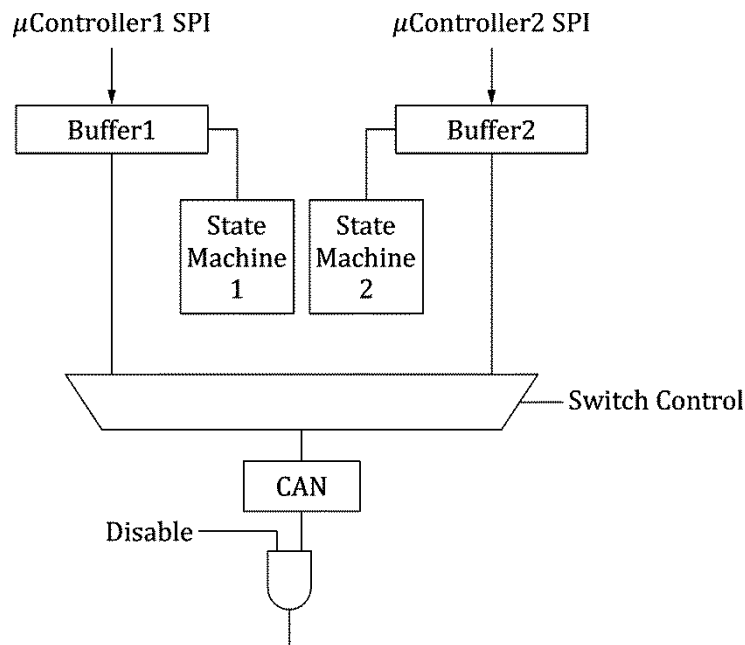 μController1 SPI
μController2 SPI
Buffer1
Buffer2
State
Machine
1
State
Machine
2
Switch Control
CAN
Disable